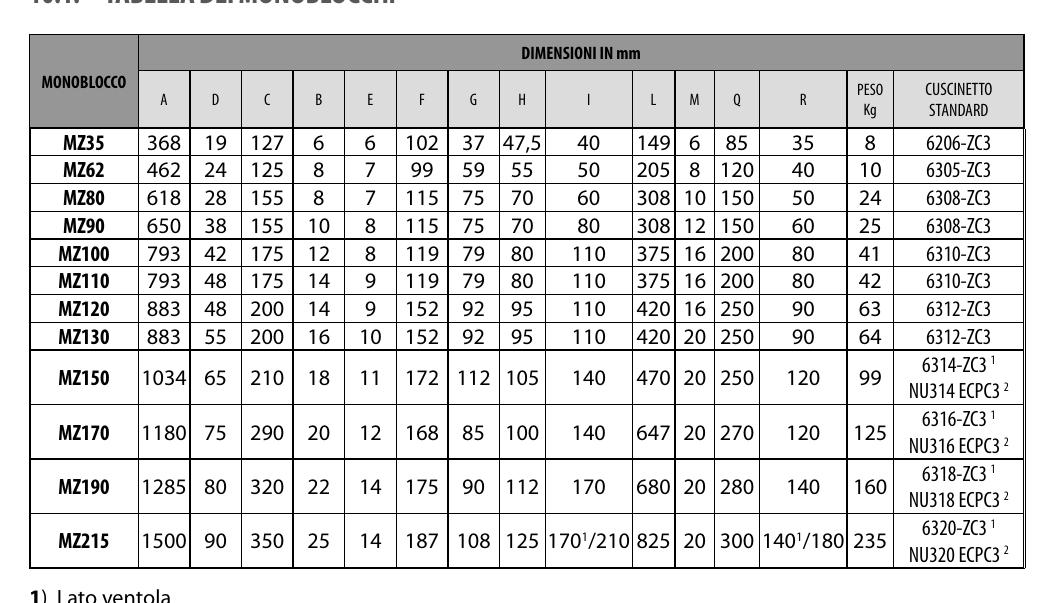 10.1. TABELLA DEI MONOBLOCCHI
MONOBLOCCO DIMENSIONI IN mm
A D C B E F G H I L M Q R PESO Kg CUSCINETTO STANDARD
MZ35 368 19 127 6 6 102 37 47,5 40 149 6 85 35 8 6206-ZC3
MZ62 462 24 125 8 7 99 59 55 50 205 8 120 40 10 6305-ZC3
MZ80 618 28 155 8 7 115 75 70 60 308 10 150 50 24 6308-ZC3
MZ90 650 38 155 10 8 115 75 70 80 308 12 150 60 25 6308-ZC3
MZ100 793 42 175 12 8 119 79 80 110 375 16 200 80 41 6310-ZC3
MZ110 793 48 175 14 9 119 79 80 110 375 16 200 80 42 6310-ZC3
MZ120 883 48 200 14 9 152 92 95 110 420 16 250 90 63 6312-ZC3
MZ130 883 55 200 16 10 152 92 95 110 420 20 250 90 64 6312-ZC3
MZ150 1034 65 210 18 11 172 112 105 140 470 20 250 120 99 6314-ZC3 ¹
NU314 ECPC3 ²
MZ170 1180 75 290 20 12 168 85 100 140 647 20 270 120 125 6316-ZC3 ¹
NU316 ECPC3 ²
MZ190 1285 80 320 22 14 175 90 112 170 680 20 280 140 160 6318-ZC3 ¹
NU318 ECPC3 ²
MZ215 1500 90 350 25 14 187 108 125 170¹/210 825 20 300 140¹/180 235 6320-ZC3 ¹
NU320 ECPC3 ²
1) Lato ventola